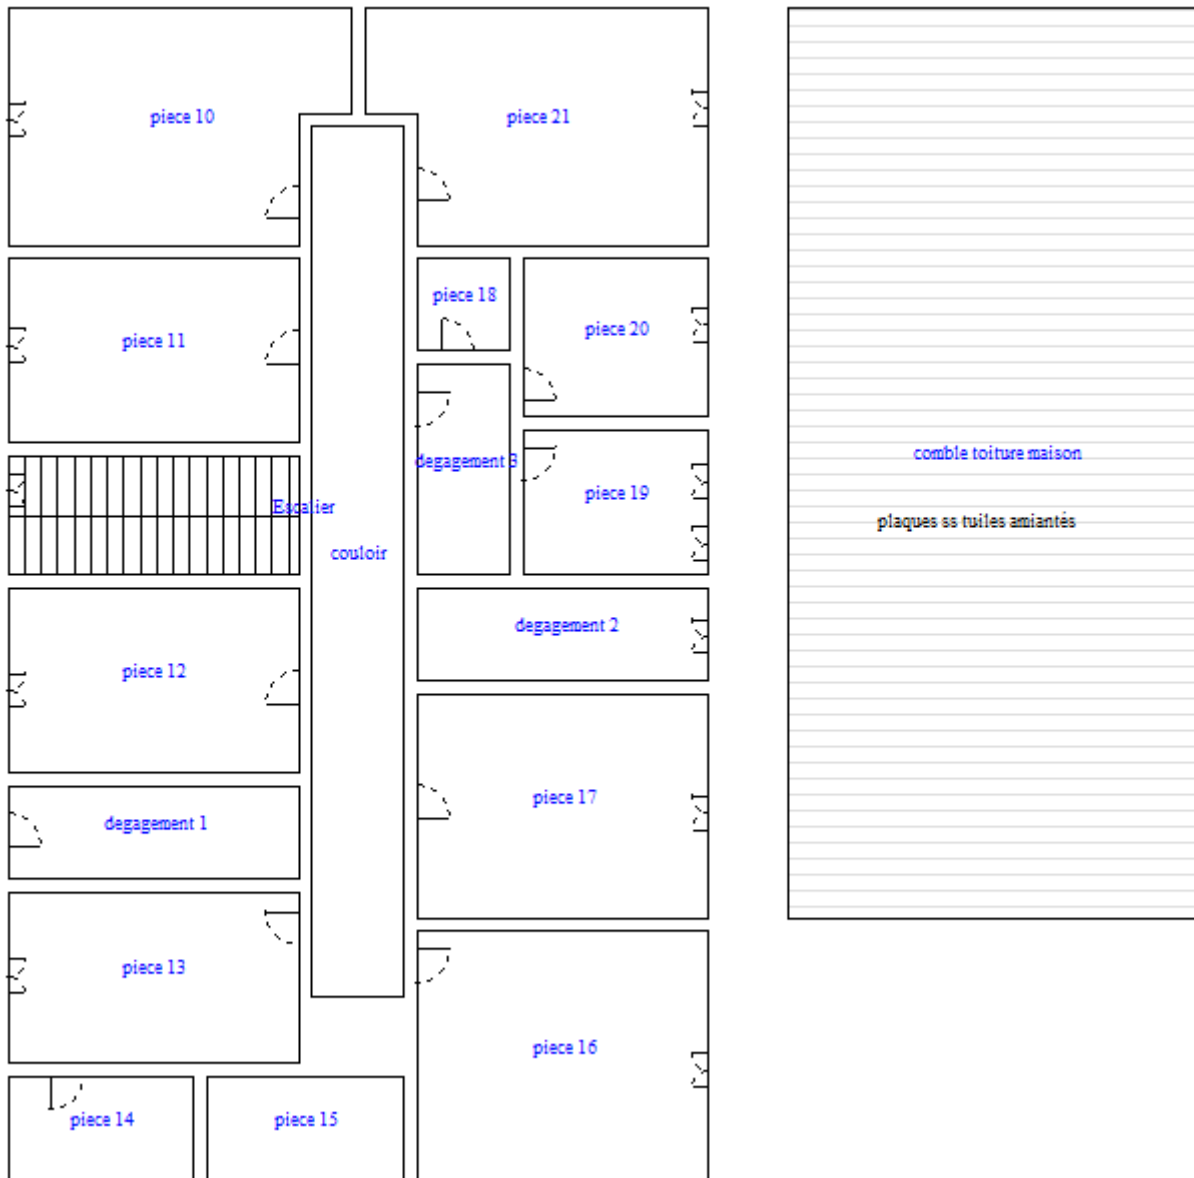 piece 10
piece 21
piece 18
piece 20
piece 11
degagement 3
comble toiture maison
piece 19
Escalier
plaques ss tuiles amiantés
couloir
degagement 2
piece 12
piece 17
degagement 1
piece 13
piece 16
piece 14
piece 15